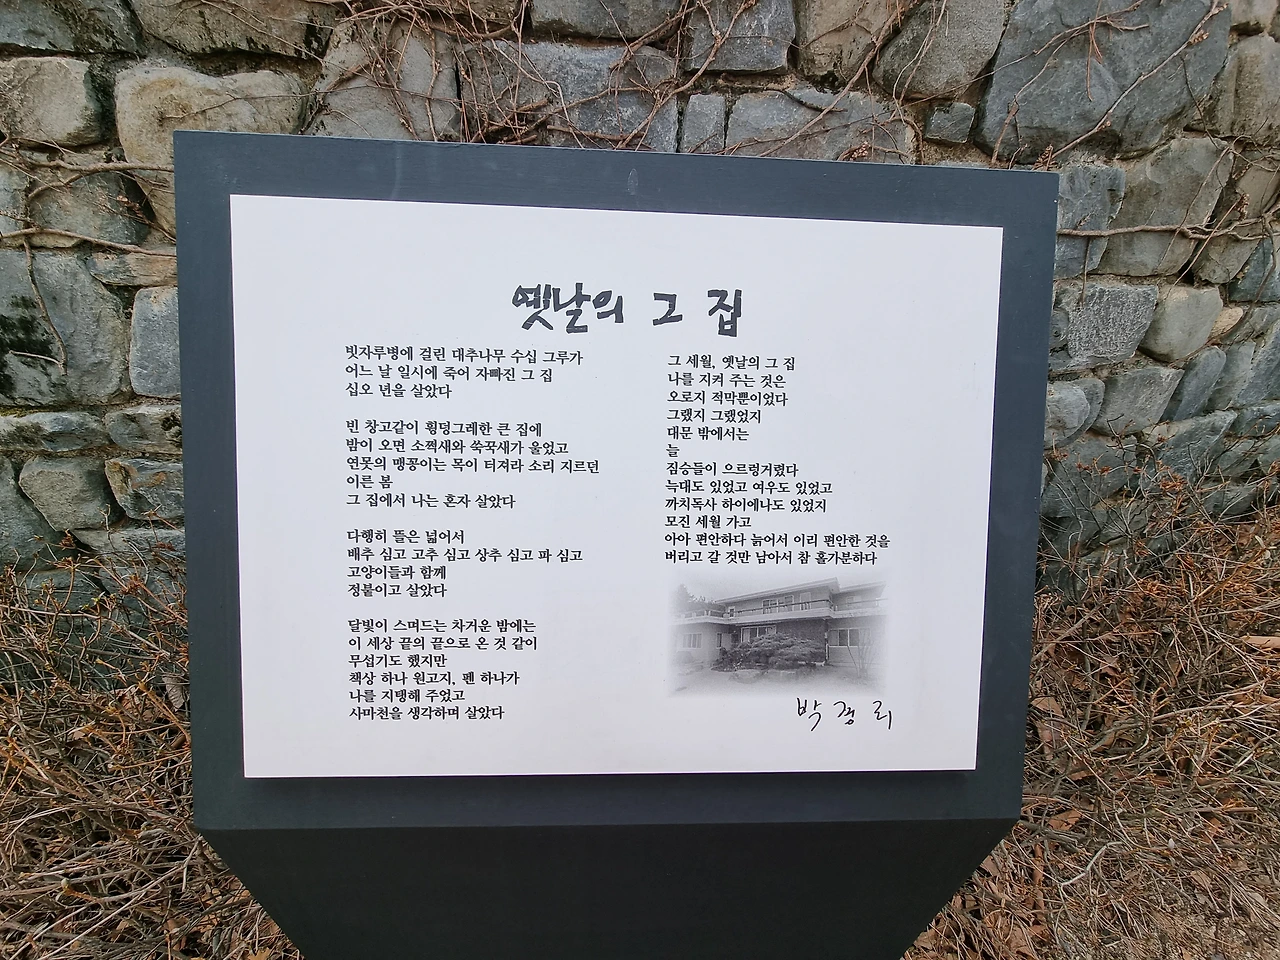 옛날의 그 집
빗자루병에 걸린 대추나무 수십 그루가
어느 날 일시에 죽어 자빠진 그 집
십오 년을 살았다
빈 창고같이 휭뎅그레한 큰 집에
밤이 오면 소쩍새와 쑥꾹새가 울었고
연못의 맹꽁이는 목이 터져라 소리 지르던
이른 봄
그 집에서 나는 혼자 살았다
다행히 뜰은 넓어서
배추 심고 고추 심고 상추 심고 파 심고
고양이들과 함께
정붙이고 살았다
달빛이 스며드는 차거운 밤에는
이 세상 끝의 끝으로 온 것 같이
무섭기도 했지만
책상 하나 원고지, 펜 하나가
나를 지탱해 주었고
사마천을 생각하며 살았다
그 세월, 옛날의 그 집
나를 지켜 주는 것은
오로지 적막뿐이었다
그랬지 그랬었지
대문 밖에서는
늘
짐승들이 으르렁거렸다
늑대도 있었고 여우도 있었고
까치독사 하이에나도 있었지
모진 세월 가고
아아 편안하다 늙어서 이리 편안한 것을
버리고 갈 것만 남아서 참 홀가분하다
박경리